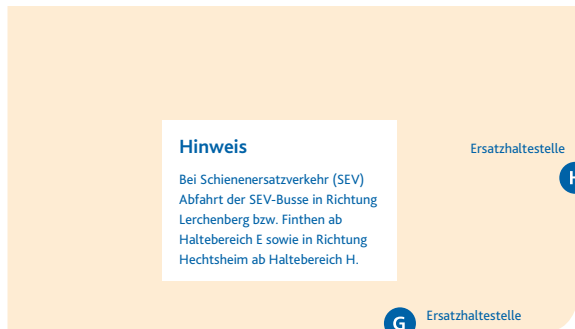 Hinweis
Bei Schienenersatzverkehr (SEV)
Abfahrt der SEV-Busse in Richtung
Lerchenberg bzw. Finthen ab
Haltebereich E sowie in Richtung
Hechtsheim ab Haltebereich H.
Ersatzhaltestelle
H
G
Ersatzhaltestelle